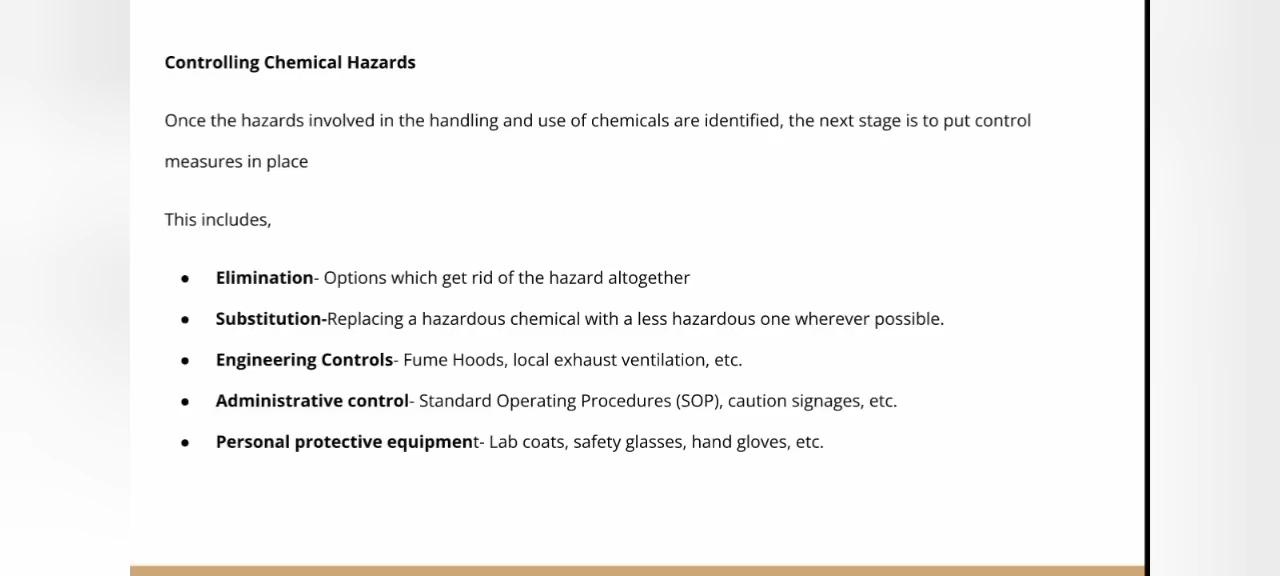 Controlling Chemical Hazards
Once the hazards involved in the handling and use of chemicals are identified, the next stage is to put control
measures in place
This includes,
● Elimination- Options which get rid of the hazard altogether
● Substitution-Replacing a hazardous chemical with a less hazardous one wherever possible.
● Engineering Controls- Fume Hoods, local exhaust ventilation, etc.
● Administrative control- Standard Operating Procedures (SOP), caution signages, etc.
● Personal protective equipment- Lab coats, safety glasses, hand gloves, etc.